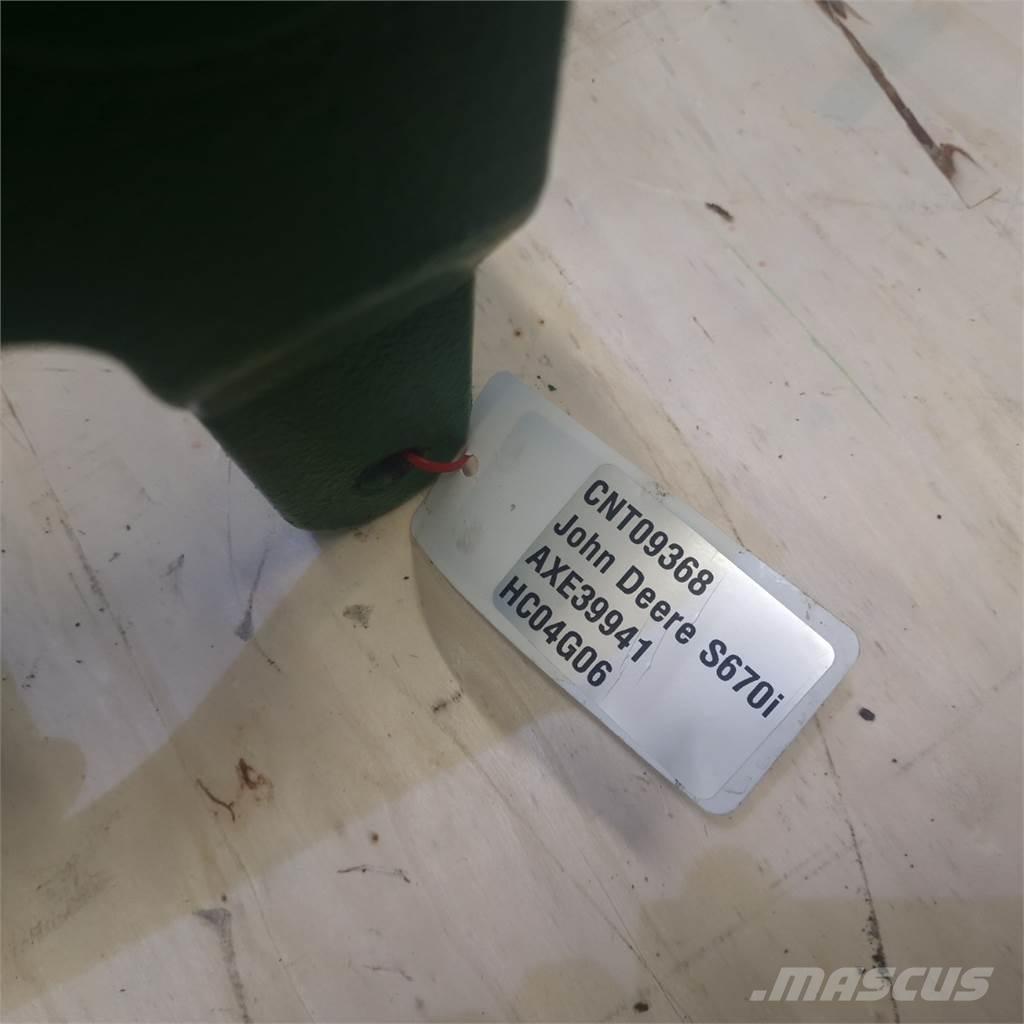 CNT09368
John Deere S670i
AXE39941
HC04G06
.MASCUS